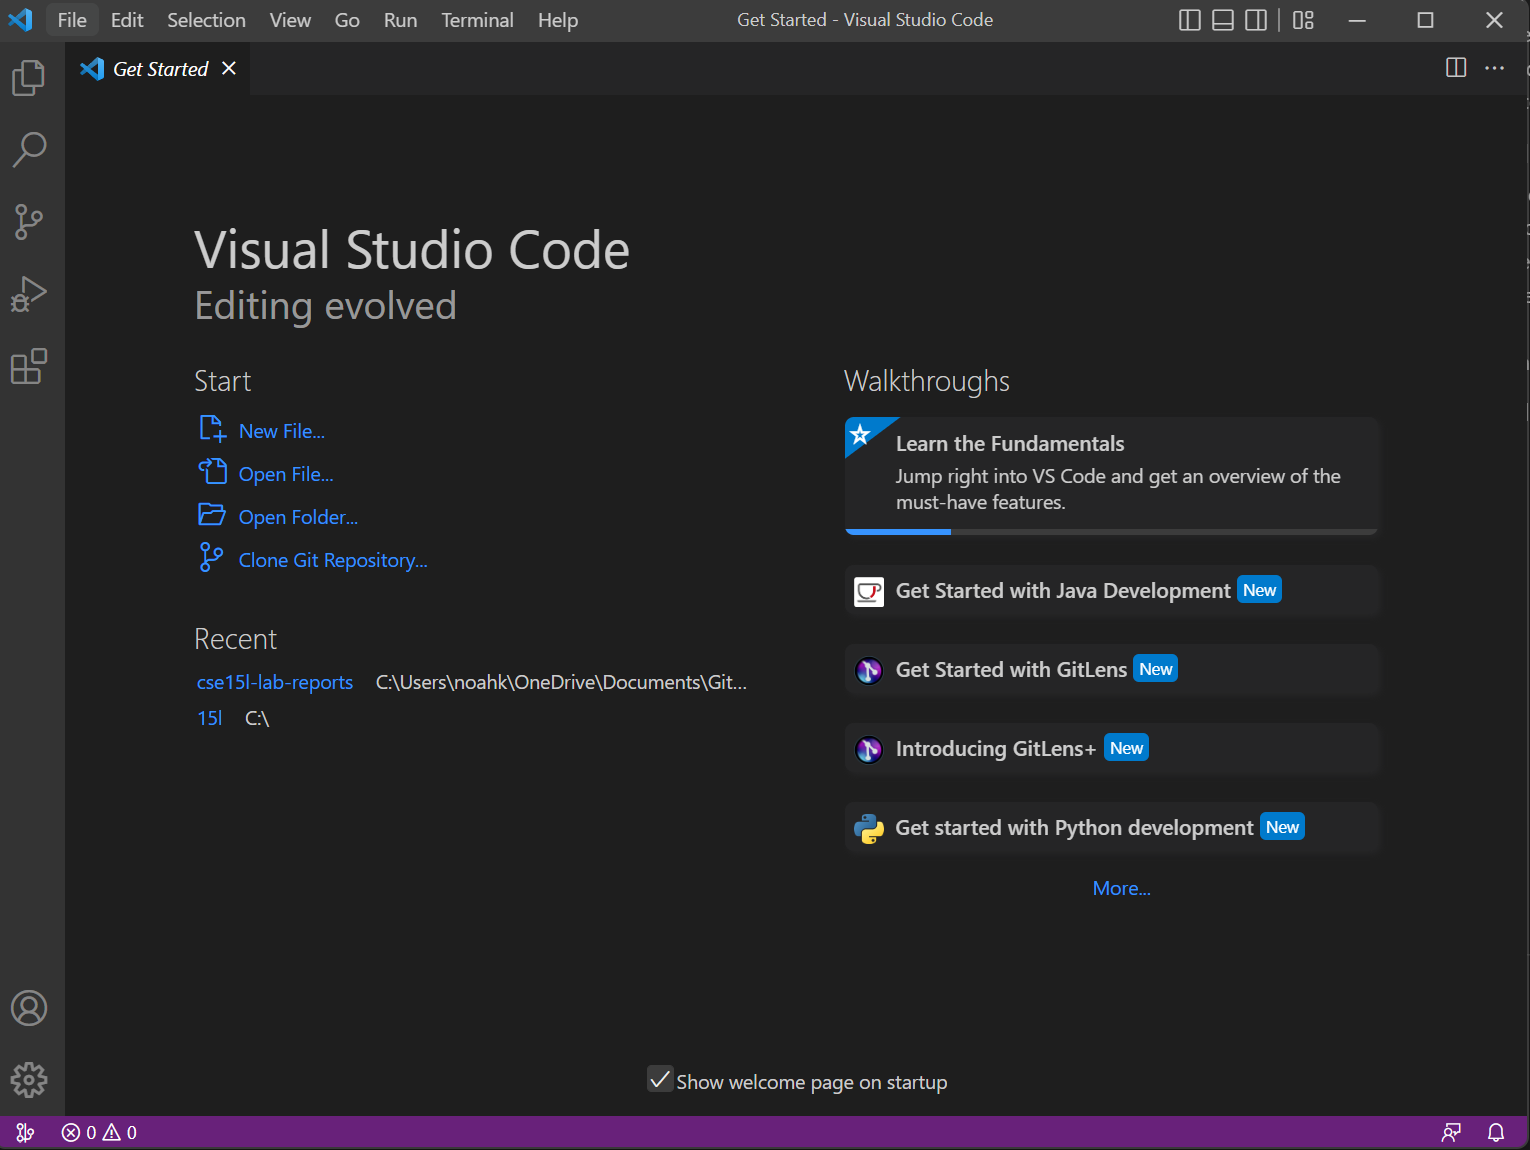 File Edit Selection View Go Run Terminal Help Get Started - Visual Studio Code
Get Started
Visual Studio Code
Editing evolved
Start
New File...
Open File...
Open Folder...
Clone Git Repository...
Recent
cse15l-lab-reports C:\Users\noahk\OneDrive\Documents\Git...
15l C:\
Walkthroughs
Learn the Fundamentals
Jump right into VS Code and get an overview of the
must-have features.
Get Started with Java Development New
Get Started with GitLens New
Introducing GitLens+ New
Get started with Python development New
More...
Show welcome page on startup
0 0